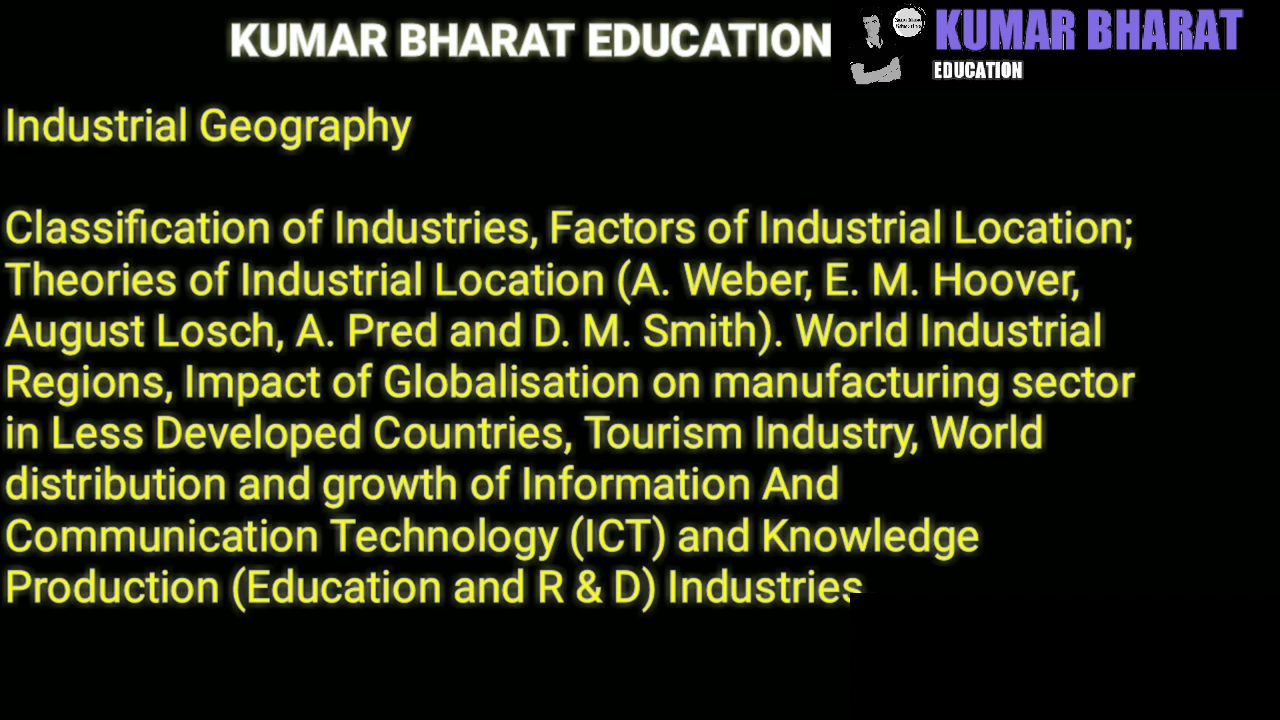 KUMAR BHARAT EDUCATION
KUMAR BHARAT
EDUCATION
Industrial Geography
Classification of Industries, Factors of Industrial Location;
Theories of Industrial Location (A. Weber, E. M. Hoover,
August Losch, A. Pred and D. M. Smith). World Industrial
Regions, Impact of Globalisation on manufacturing sector
in Less Developed Countries, Tourism Industry, World
distribution and growth of Information And
Communication Technology (ICT) and Knowledge
Production (Education and R & D) Industries